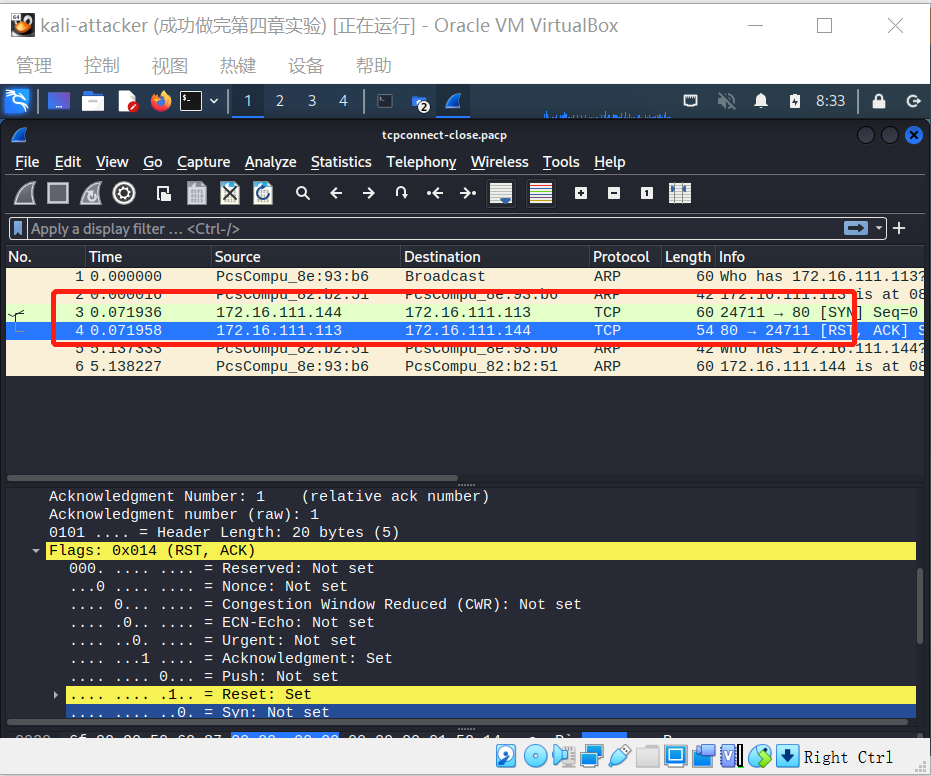 kali-attacker (成功做完第四章实验) [正在运行] - Oracle VM VirtualBox
管理 控制 视图 热键 设备 帮助
1 2 3 4 2 8:33
tcpconnect-close.pacp
File Edit View Go Capture Analyze Statistics Telephony Wireless Tools Help
Apply a display filter … <Ctrl-/>
No. Time Source Destination Protocol Length Info
1 0.000000 PcsCompu_8e:93:b6 Broadcast ARP 60 Who has 172.16.111.113?
2 0.000016 PcsCompu_82:b2:51 PcsCompu_8e:93:b6 ARP 42 172.16.111.113 is at 08
3 0.071936 172.16.111.144 172.16.111.113 TCP 60 24711 → 80 [SYN] Seq=0
4 0.071958 172.16.111.113 172.16.111.144 TCP 54 80 → 24711 [RST, ACK] S
5 5.137333 PcsCompu_82:b2:51 PcsCompu_8e:93:b6 ARP 42 Who has 172.16.111.144?
6 5.138227 PcsCompu_8e:93:b6 PcsCompu_82:b2:51 ARP 60 172.16.111.144 is at 08
Acknowledgment Number: 1 (relative ack number)
Acknowledgment number (raw): 1
0101 .... = Header Length: 20 bytes (5)
Flags: 0x014 (RST, ACK)
000. .... .... = Reserved: Not set
...0 .... .... = Nonce: Not set
.... 0... .... = Congestion Window Reduced (CWR): Not set
.... .0.. .... = ECN-Echo: Not set
.... ..0. .... = Urgent: Not set
.... ...1 .... = Acknowledgment: Set
.... .... 0... = Push: Not set
.... .... .1.. = Reset: Set
.... .... ..0. = Syn: Not set
Right Ctrl